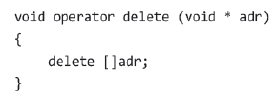 void operator delete (void * adr)
{
    delete []adr;
}